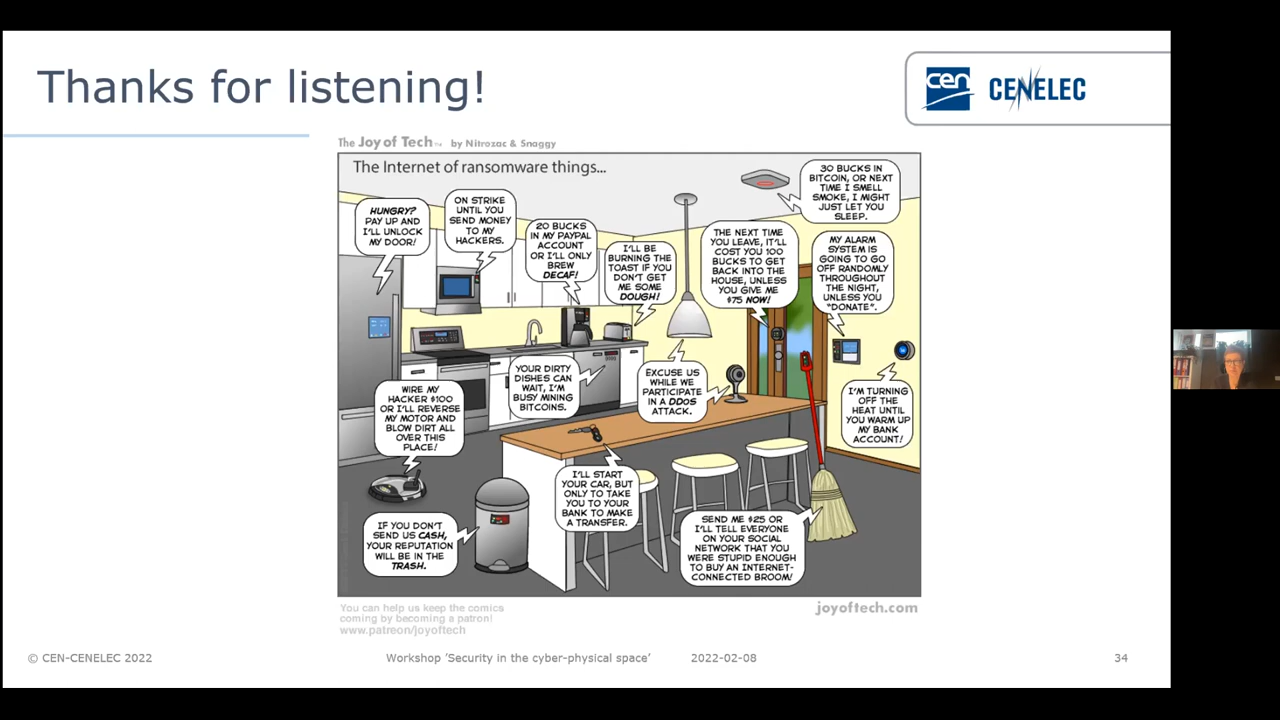 Thanks for listening!
cen
CENELEC
The Joy of Tech™ by Nitrozac & Snaggy
The Internet of ransomware things...
HUNGRY?
PAY UP AND
I'LL UNLOCK
MY DOOR!
ON STRIKE
UNTIL YOU
SEND MONEY
TO MY
HACKERS.
20 BUCKS
IN MY PAYPAL
ACCOUNT
OR I'LL ONLY
BREW
DECAF!
I'LL BE
BURNING THE
TOAST IF YOU
DON'T GET
ME SOME
DOUGH!
THE NEXT TIME
YOU LEAVE, IT'LL
COST YOU 100
BUCKS TO GET
BACK INTO THE
HOUSE, UNLESS
YOU GIVE ME
$75 NOW!
30 BUCKS IN
BITCOIN, OR NEXT
TIME I SMELL
SMOKE, I MIGHT
JUST LET YOU
SLEEP.
MY ALARM
SYSTEM IS
GOING TO GO
OFF RANDOMLY
THROUGHOUT
THE NIGHT,
UNLESS YOU
"DONATE".
WIRE MY
HACKER $100
OR I'LL REVERSE
MY MOTOR AND
BLOW DIRT ALL
OVER THIS
PLACE!
YOUR DIRTY
DISHES CAN
WAIT, I'M
BUSY MINING
BITCOINS.
EXCUSE US
WHILE WE
PARTICIPATE
IN A DDOS
ATTACK.
I'M TURNING
OFF THE
HEAT UNTIL
YOU WARM UP
MY BANK
ACCOUNT!
IF YOU DON'T
SEND US CASH,
YOUR REPUTATION
WILL BE IN THE
TRASH.
I'LL START
YOUR CAR, BUT
ONLY TO TAKE
YOU TO YOUR
BANK TO MAKE
A TRANSFER.
SEND ME $25 OR
I'LL TELL EVERYONE
ON YOUR SOCIAL
NETWORK THAT YOU
WERE STUPID ENOUGH
TO BUY AN INTERNET-
CONNECTED BROOM!
You can help us keep the comics
coming by becoming a patron!
www.patreon/joyoftech
joyoftech.com
© CEN-CENELEC 2022
Workshop ‘Security in the cyber-physical space’
2022-02-08
34